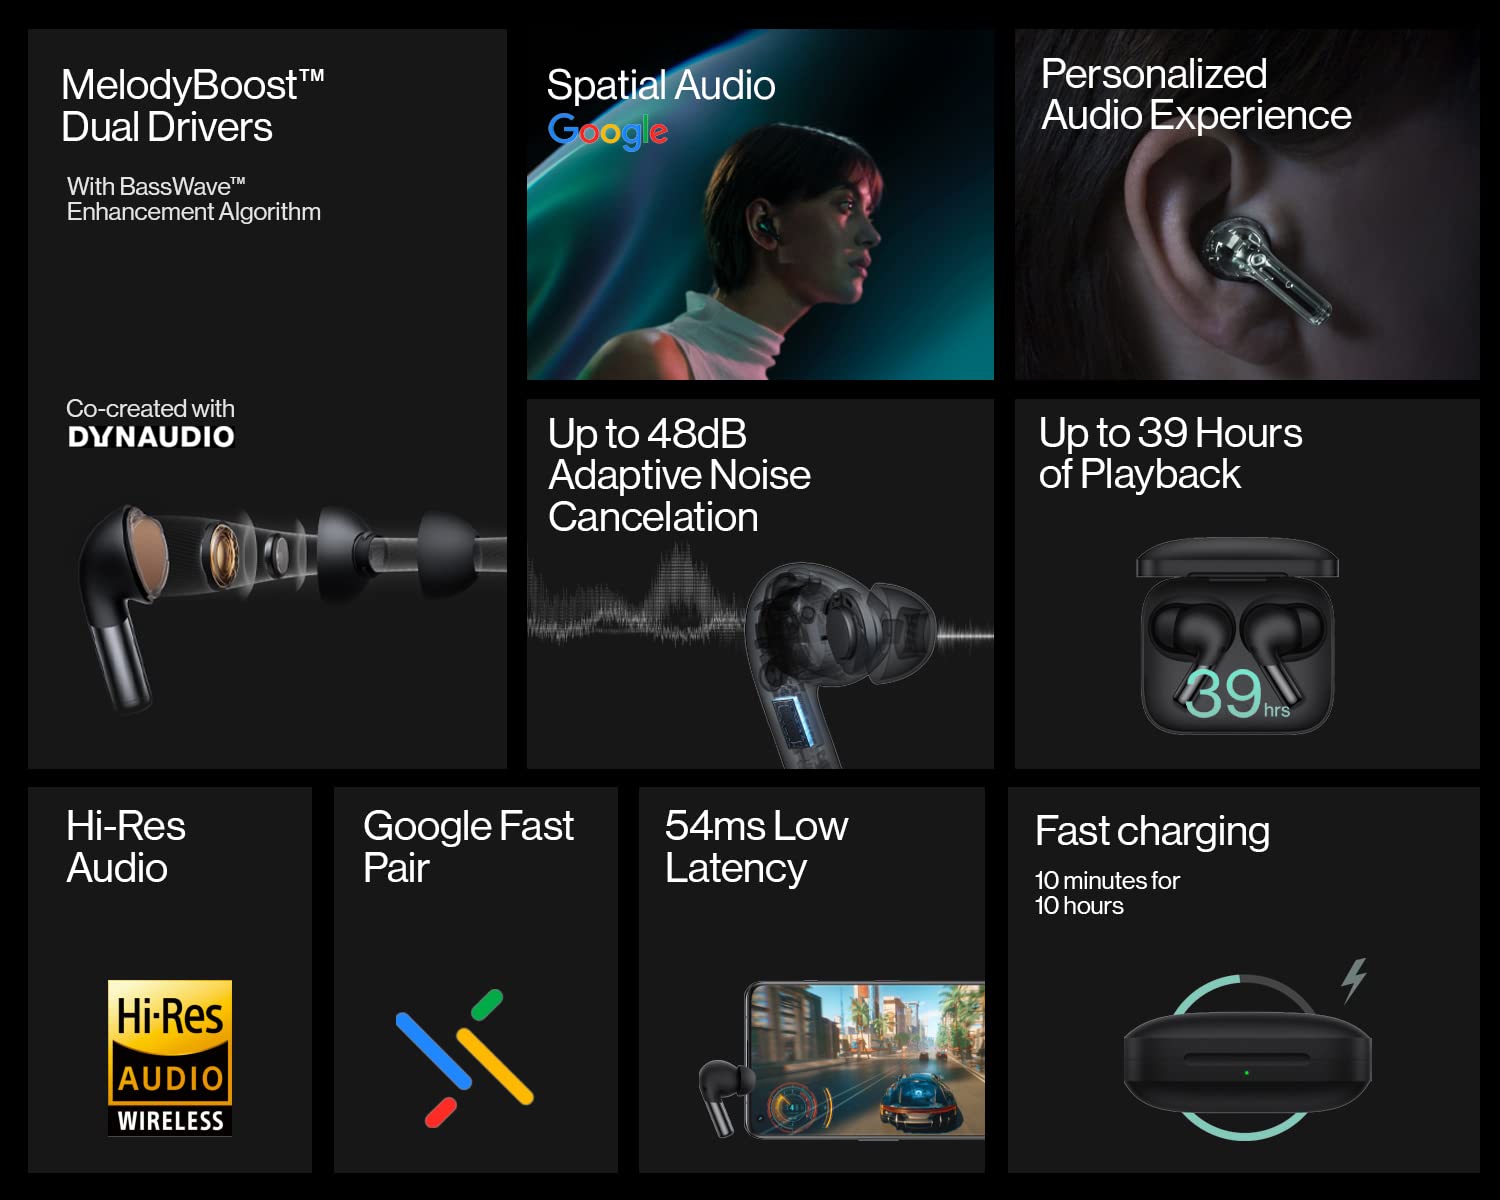 MelodyBoost™
Dual Drivers
With BassWave™
Enhancement Algorithm
Co-created with
DYNAUDIO
Spatial Audio
Google
Personalized
Audio Experience
Up to 48dB
Adaptive Noise
Cancelation
Up to 39 Hours
of Playback
39hrs
Hi-Res
Audio
Hi-Res
AUDIO
WIRELESS
Google Fast
Pair
54ms Low
Latency
Fast charging
10 minutes for
10 hours